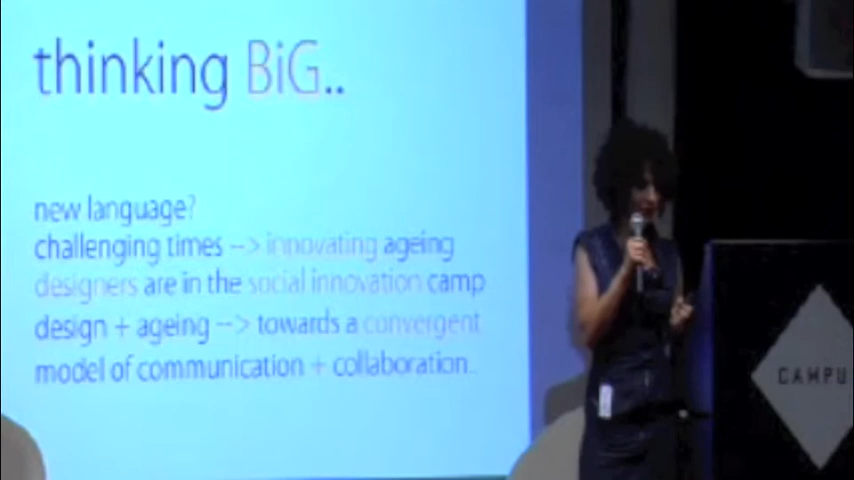 thinking BiG..
new language?
challenging times --> innovating ageing
designers are in the social innovation camp
design + ageing --> towards a convergent
model of communication + collaboration..
CAMPU